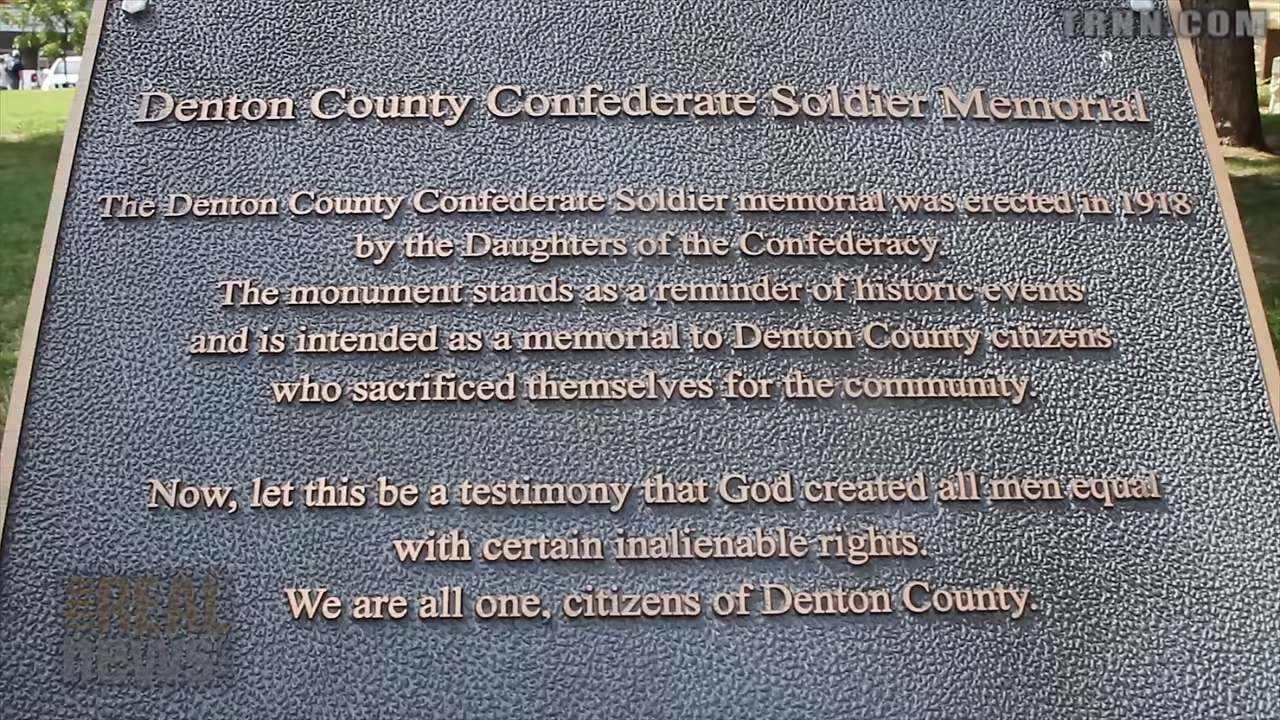 TRNN.COM
Denton County Confederate Soldier Memorial
The Denton County Confederate Soldier memorial was erected in 1918
by the Daughters of the Confederacy.
The monument stands as a reminder of historic events
and is intended as a memorial to Denton County citizens
who sacrificed themselves for the community.
Now, let this be a testimony that God created all men equal
with certain inalienable rights.
We are all one, citizens of Denton County.
THE REAL
news